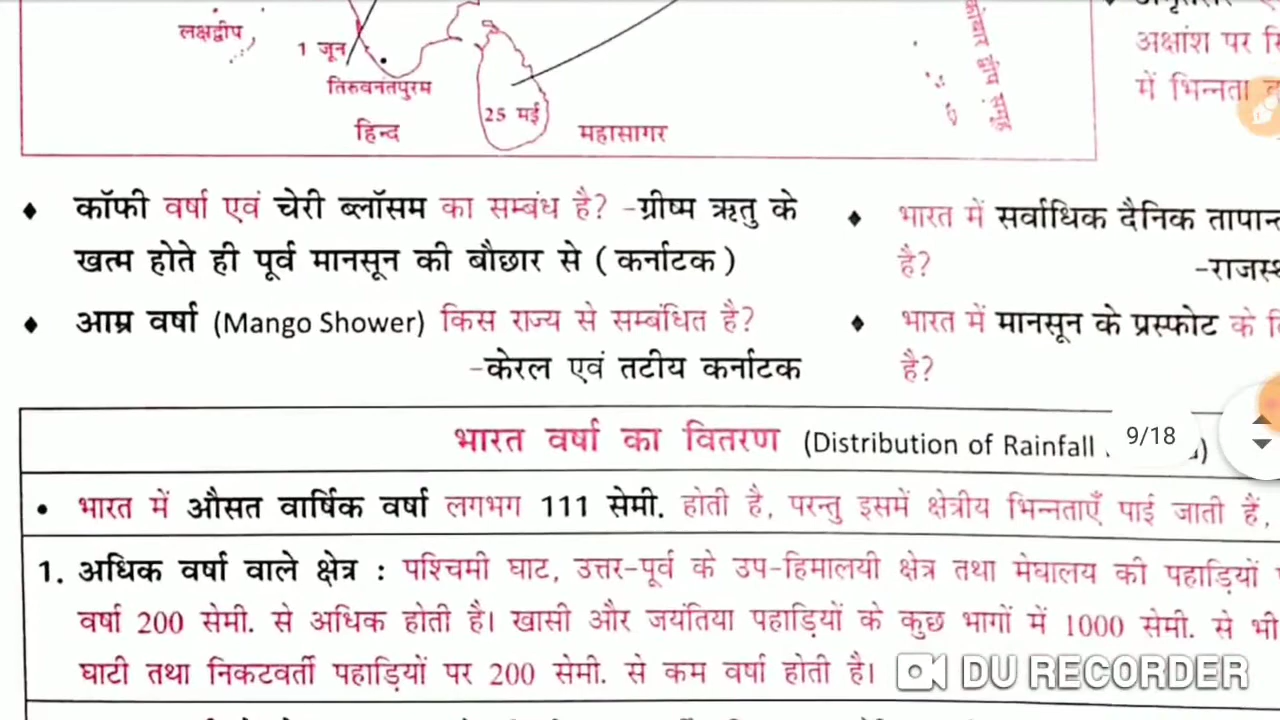 लक्षद्वीप
1 जून
तिरुवनंतपुरम
25 मई
हिन्द
महासागर
द्वीप समूह
अक्षांश पर
में भिन्नता
♦ कॉफी वर्षा एवं चेरी ब्लॉसम का सम्बंध है? -ग्रीष्म ऋतु के
खत्म होते ही पूर्व मानसून की बौछार से (कर्नाटक)
♦ आम्र वर्षा (Mango Shower) किस राज्य से सम्बंधित है?
-केरल एवं तटीय कर्नाटक
♦ भारत में सर्वाधिक दैनिक तापान्त
है?
-राजस्थ
♦ भारत में मानसून के प्रस्फोट के
है?
भारत वर्षा का वितरण (Distribution of Rainfall
9/18
• भारत में औसत वार्षिक वर्षा लगभग 111 सेमी. होती है, परन्तु इसमें क्षेत्रीय भिन्नताएँ पाई जाती हैं,
1. अधिक वर्षा वाले क्षेत्र : पश्चिमी घाट, उत्तर-पूर्व के उप-हिमालयी क्षेत्र तथा मेघालय की पहाड़ियों
वर्षा 200 सेमी. से अधिक होती है। खासी और जयंतिया पहाड़ियों के कुछ भागों में 1000 सेमी. से भी
घाटी तथा निकटवर्ती पहाड़ियों पर 200 सेमी. से कम वर्षा होती है।
DU RECORDER